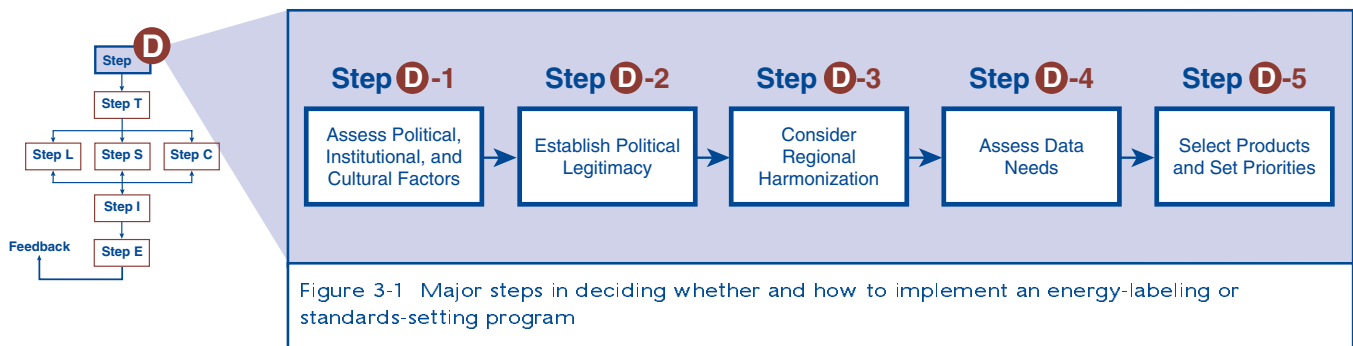 Step D
Step T
Step L
Step S
Step C
Step I
Step E
Feedback
Step D-1
Assess Political,
Institutional, and
Cultural Factors
Step D-2
Establish Political
Legitimacy
Step D-3
Consider
Regional
Harmonization
Step D-4
Assess Data
Needs
Step D-5
Select Products
and Set Priorities
Figure 3-1 Major steps in deciding whether and how to implement an energy-labeling or
standards-setting program